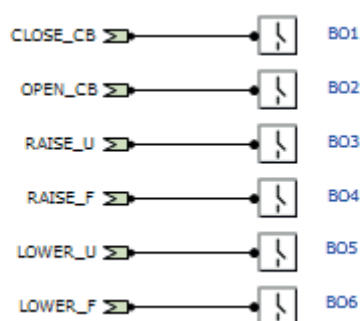 CLOSE_CB BO1
OPEN_CB BO2
RAISE_U BO3
RAISE_F BO4
LOWER_U BO5
LOWER_F BO6